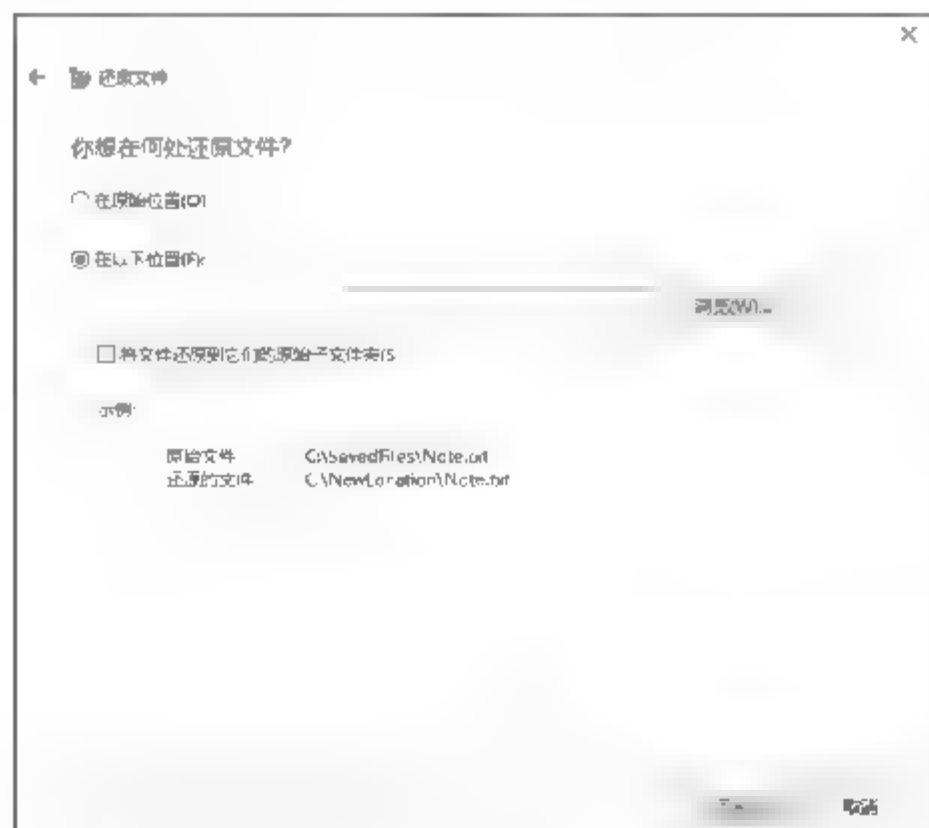 还原文件
你想在何处还原文件?
在原始位置(O)
在以下位置(F):
浏览(W)...
将文件还原到它们的原始子文件夹(S)
示例:
原始文件 C:\SavedFiles\Note.txt
还原的文件 C:\NewLocation\Note.txt
取消